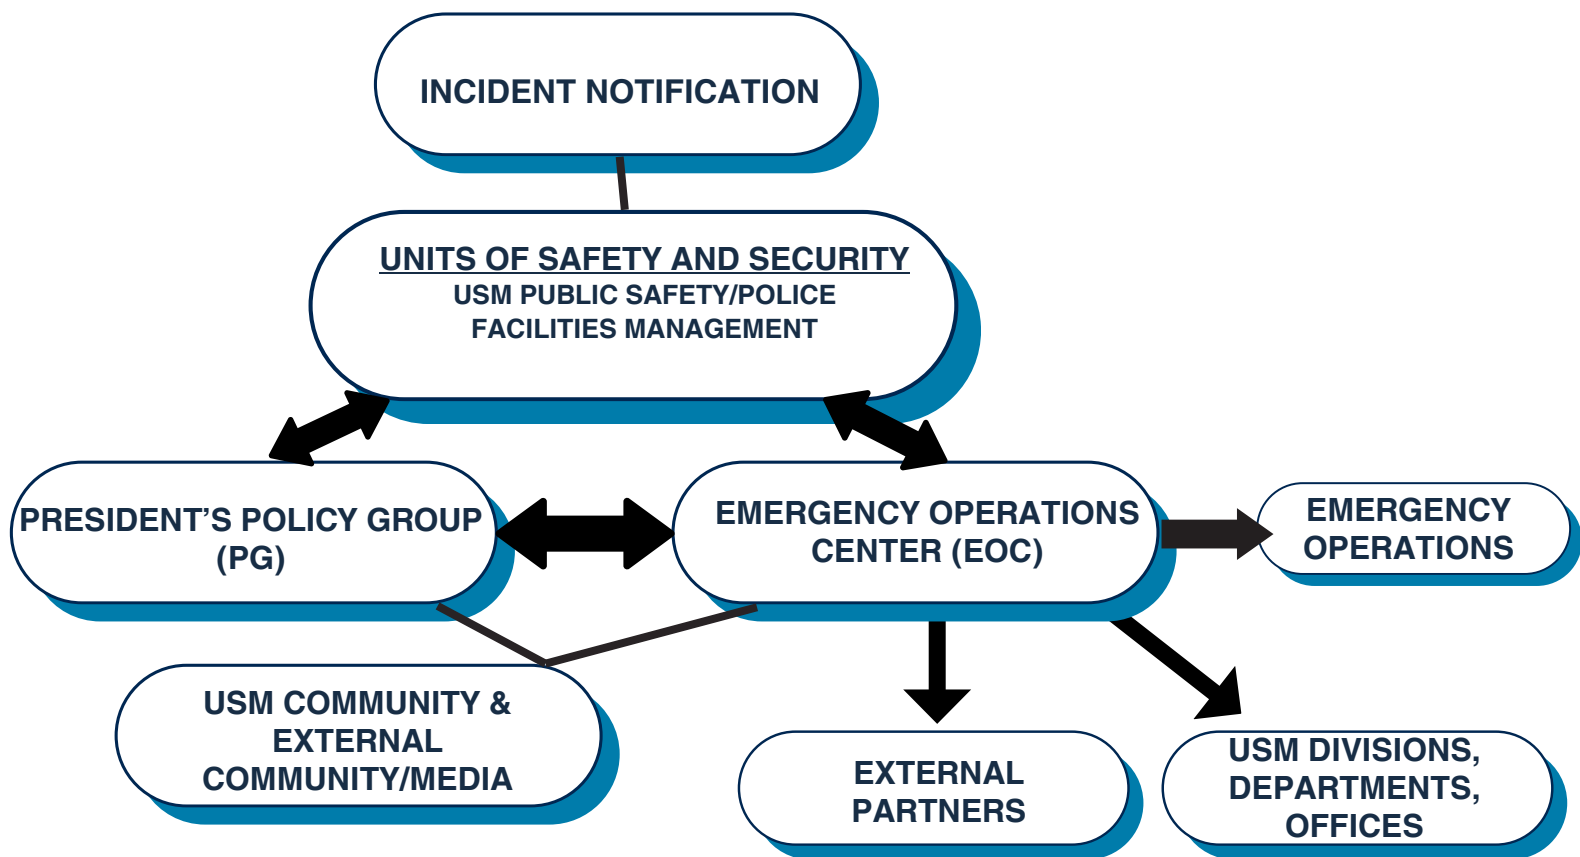 INCIDENT NOTIFICATION
UNITS OF SAFETY AND SECURITY
USM PUBLIC SAFETY/POLICE
FACILITIES MANAGEMENT
PRESIDENT’S POLICY GROUP
(PG)
EMERGENCY OPERATIONS
CENTER (EOC)
EMERGENCY
OPERATIONS
USM COMMUNITY &
EXTERNAL
COMMUNITY/MEDIA
EXTERNAL
PARTNERS
USM DIVISIONS,
DEPARTMENTS,
OFFICES